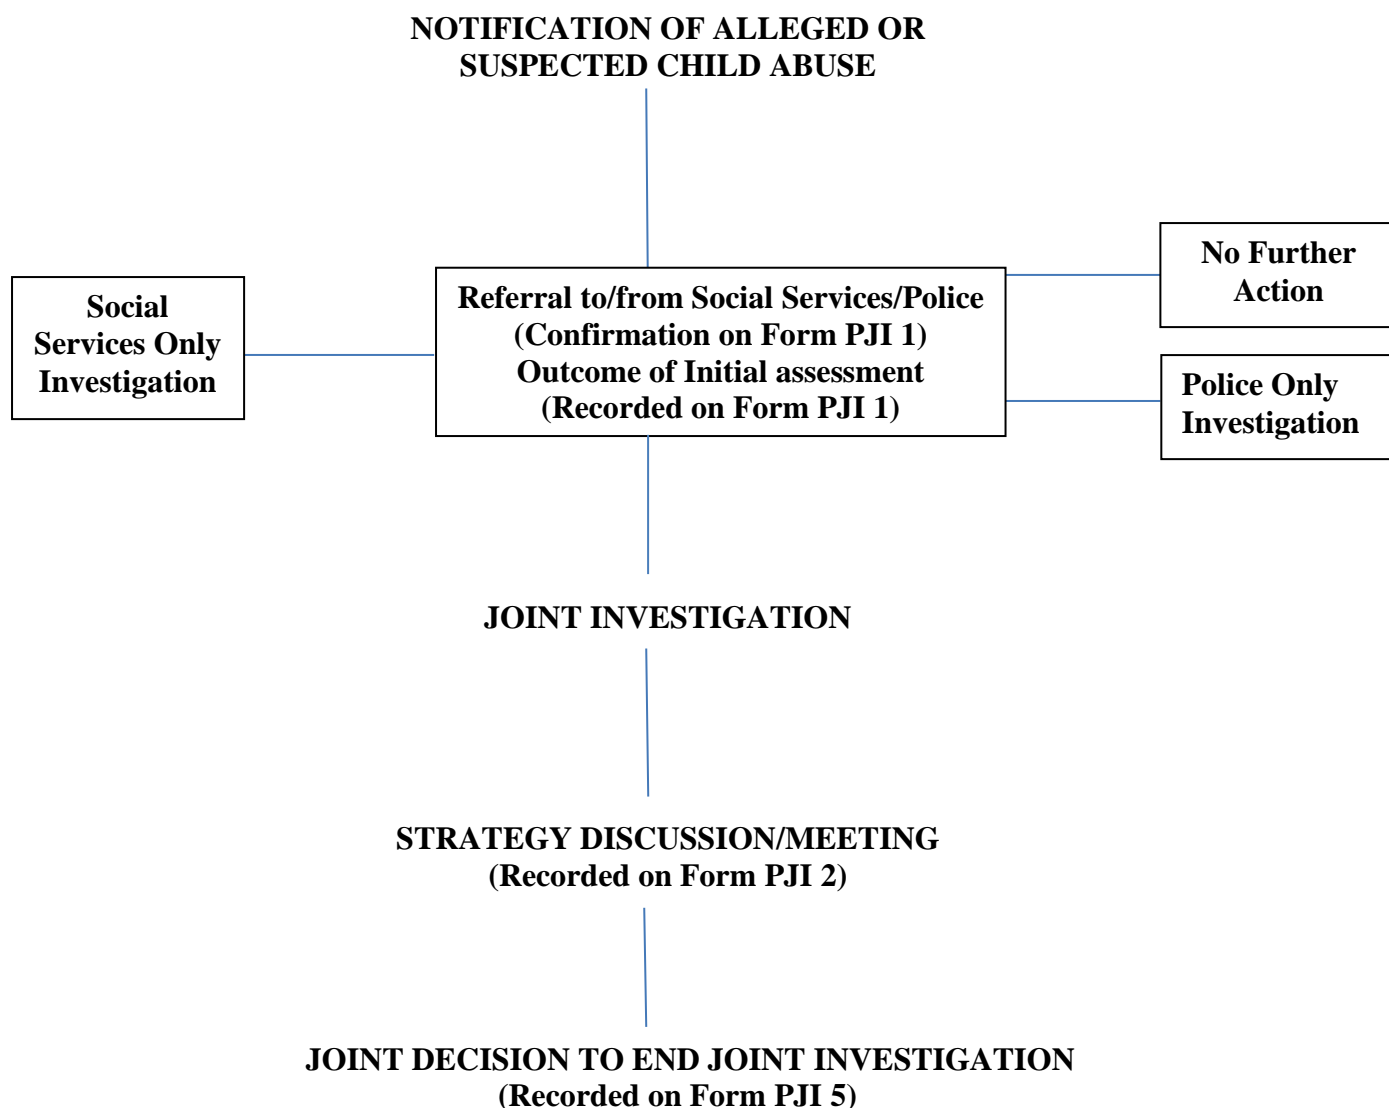 NOTIFICATION OF ALLEGED OR
SUSPECTED CHILD ABUSE
No Further
Action
Social
Services Only
Investigation
Referral to/from Social Services/Police
(Confirmation on Form PJI 1)
Outcome of Initial assessment
(Recorded on Form PJI 1)
Police Only
Investigation
JOINT INVESTIGATION
STRATEGY DISCUSSION/MEETING
(Recorded on Form PJI 2)
JOINT DECISION TO END JOINT INVESTIGATION
(Recorded on Form PJI 5)